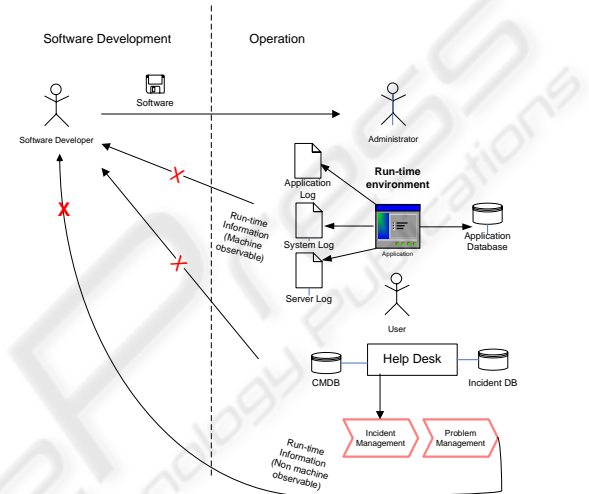 Software Development
Operation
Software
Software Developer
Administrator
Run-time
environment
Application
Log
System Log
Server Log
Application
Application
Database
Run-time
Information
(Machine
observable)
User
Help Desk
CMDB
Incident DB
Incident
Management
Problem
Management
Run-time
Information
(Non machine
observable)